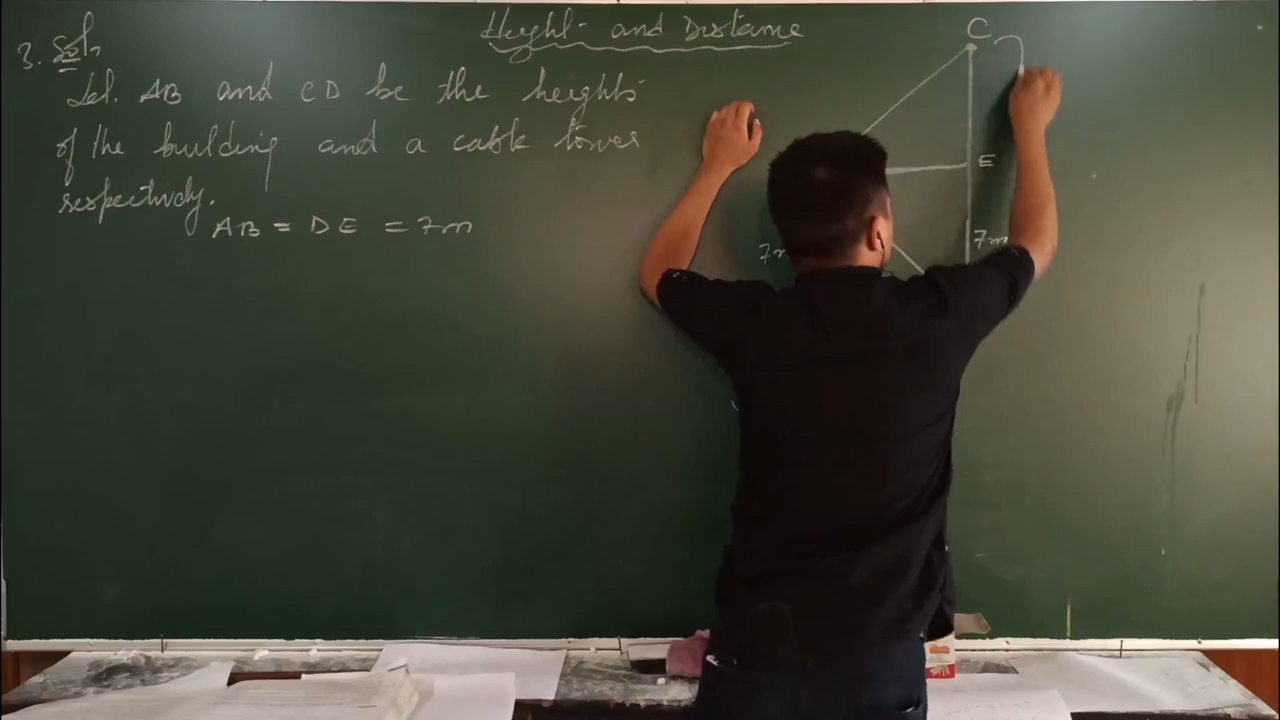 Height and Distance
3. Sol.
Let. AB and CD be the heights
of the building and a cable tower
respectively.
AB = DE = 7m
C
E
7m
7m